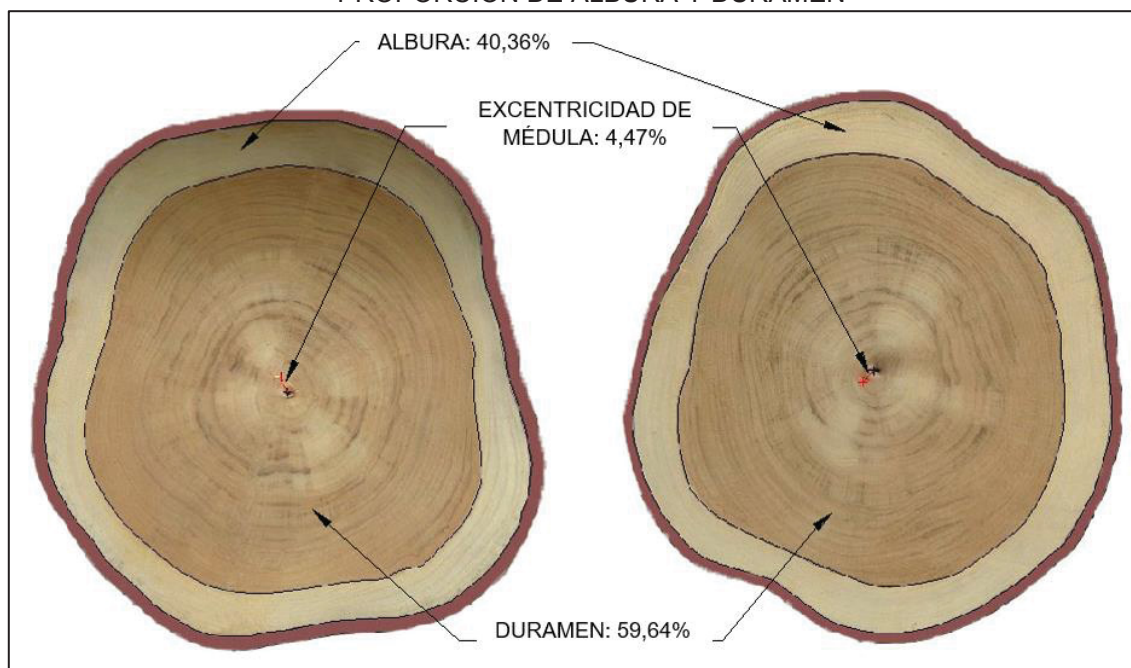 PROPORCIÓN DE ALBURA Y DURAMEN
ALBURA: 40,36%
EXCENTRICIDAD DE
MÉDULA: 4,47%
DURAMEN: 59,64%